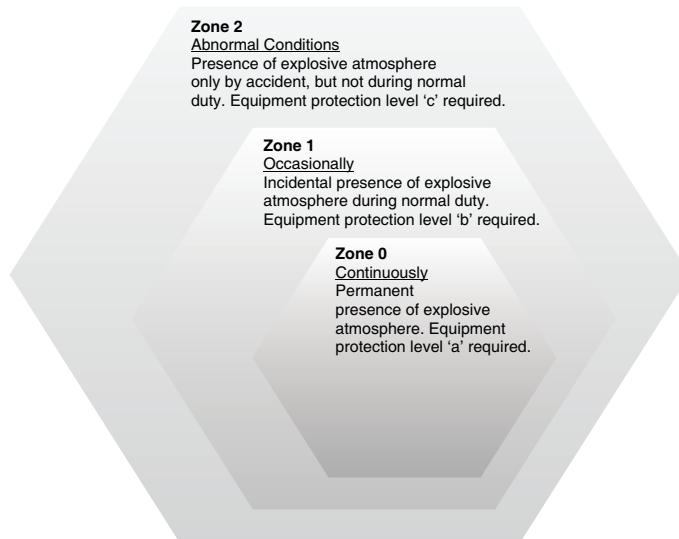 Zone 2
Abnormal Conditions
Presence of explosive atmosphere
only by accident, but not during normal
duty. Equipment protection level ‘c’ required.
Zone 1
Occasionally
Incidental presence of explosive
atmosphere during normal duty.
Equipment protection level ‘b’ required.
Zone 0
Continuously
Permanent
presence of explosive
atmosphere. Equipment
protection level ‘a’ required.